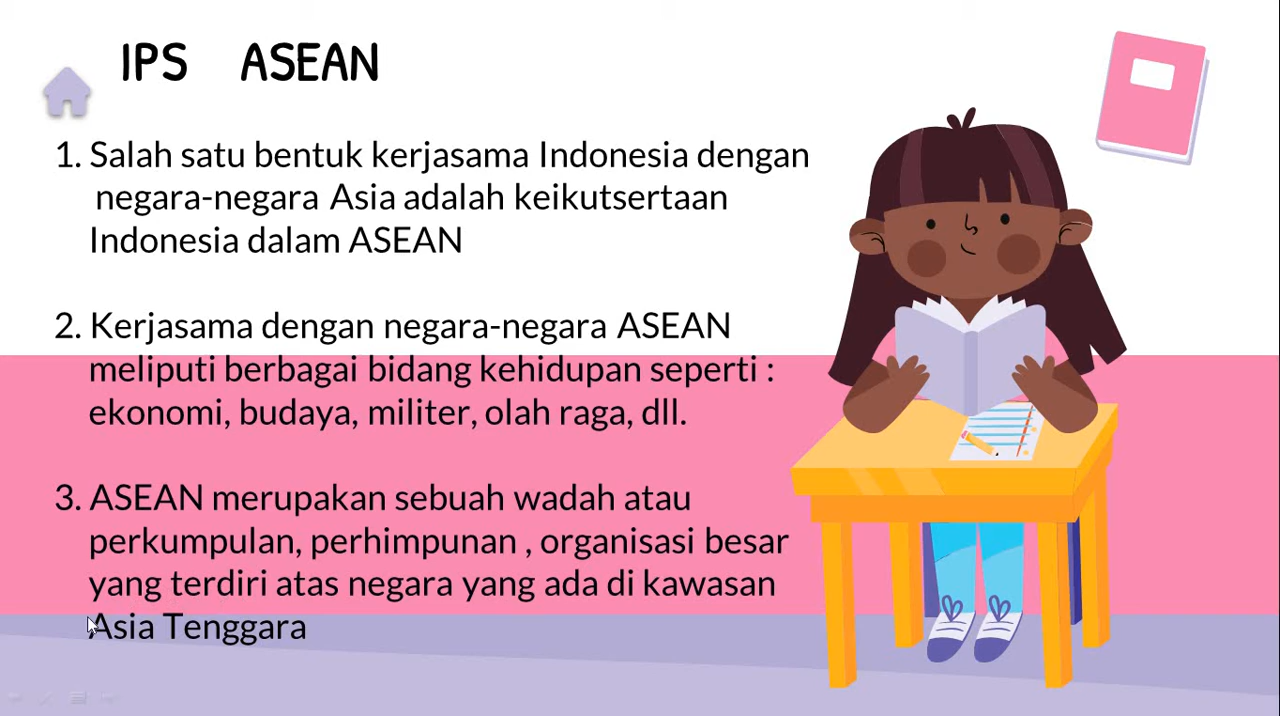 IPS ASEAN
1. Salah satu bentuk kerjasama Indonesia dengan
negara-negara Asia adalah keikutsertaan
Indonesia dalam ASEAN
2. Kerjasama dengan negara-negara ASEAN
meliputi berbagai bidang kehidupan seperti :
ekonomi, budaya, militer, olah raga, dll.
3. ASEAN merupakan sebuah wadah atau
perkumpulan, perhimpunan , organisasi besar
yang terdiri atas negara yang ada di kawasan
Asia Tenggara